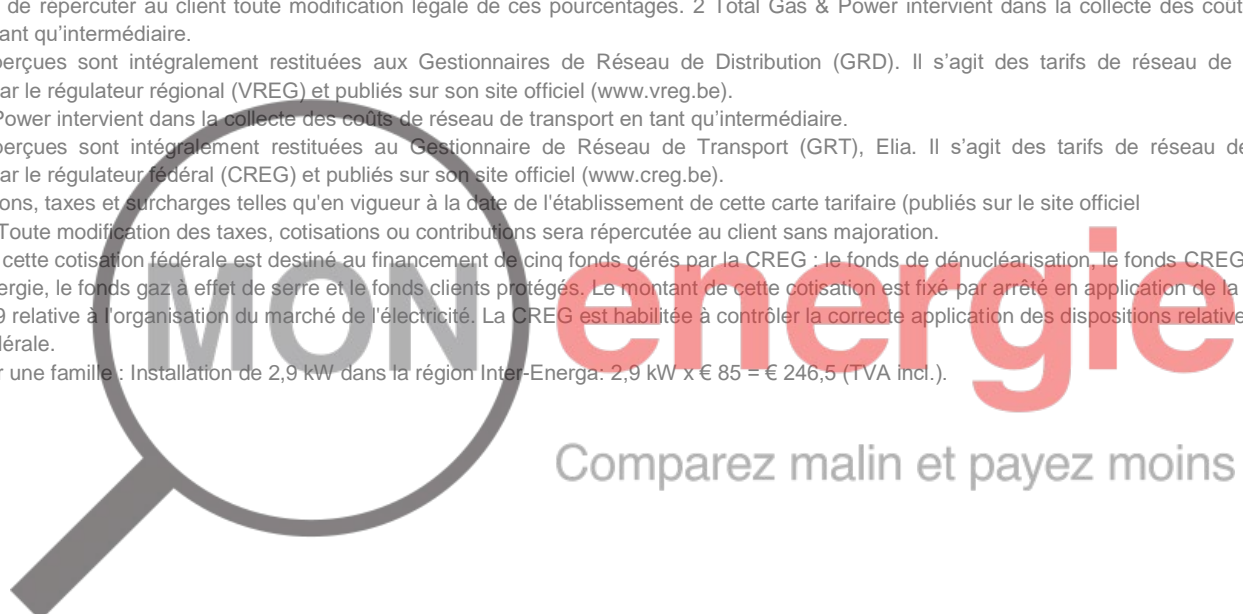 de répercuter au client toute modification légale de ces pourcentages. 2 Total Gas & Power intervient dans la collecte des coût
ant qu'intermédiaire.
perçues sont intégralement restituées aux Gestionnaires de Réseau de Distribution (GRD). Il s'agit des tarifs de réseau de
ar le régulateur régional (VREG) et publiés sur son site officiel (www.vreg.be).
Power intervient dans la collecte des coûts de réseau de transport en tant qu'intermédiaire.
perçues sont intégralement restituées au Gestionnaire de Réseau de Transport (GRT), Elia. Il s'agit des tarifs de réseau de
ar le régulateur fédéral (CREG) et publiés sur son site officiel (www.creg.be).
ons, taxes et surcharges telles qu'en vigueur à la date de l'établissement de cette carte tarifaire (publiés sur le site officiel
Toute modification des taxes, cotisations ou contributions sera répercutée au client sans majoration.
cette cotisation fédérale est destiné au financement de cinq fonds gérés par la CREG : le fonds de dénucléarisation, le fonds CREG
ergie, le fonds gaz à effet de serre et le fonds clients protégés. Le montant de cette cotisation est fixé par arrêté en application de la
9 relative à l'organisation du marché de l'électricité. La CREG est habilitée à contrôler la correcte application des dispositions relative
dérale.
r une famille : Installation de 2,9 kW dans la région Inter-Energa: 2,9 kW x € 85 = € 246,5 (TVA incl.).
MON energie
Comparez malin et payez moins